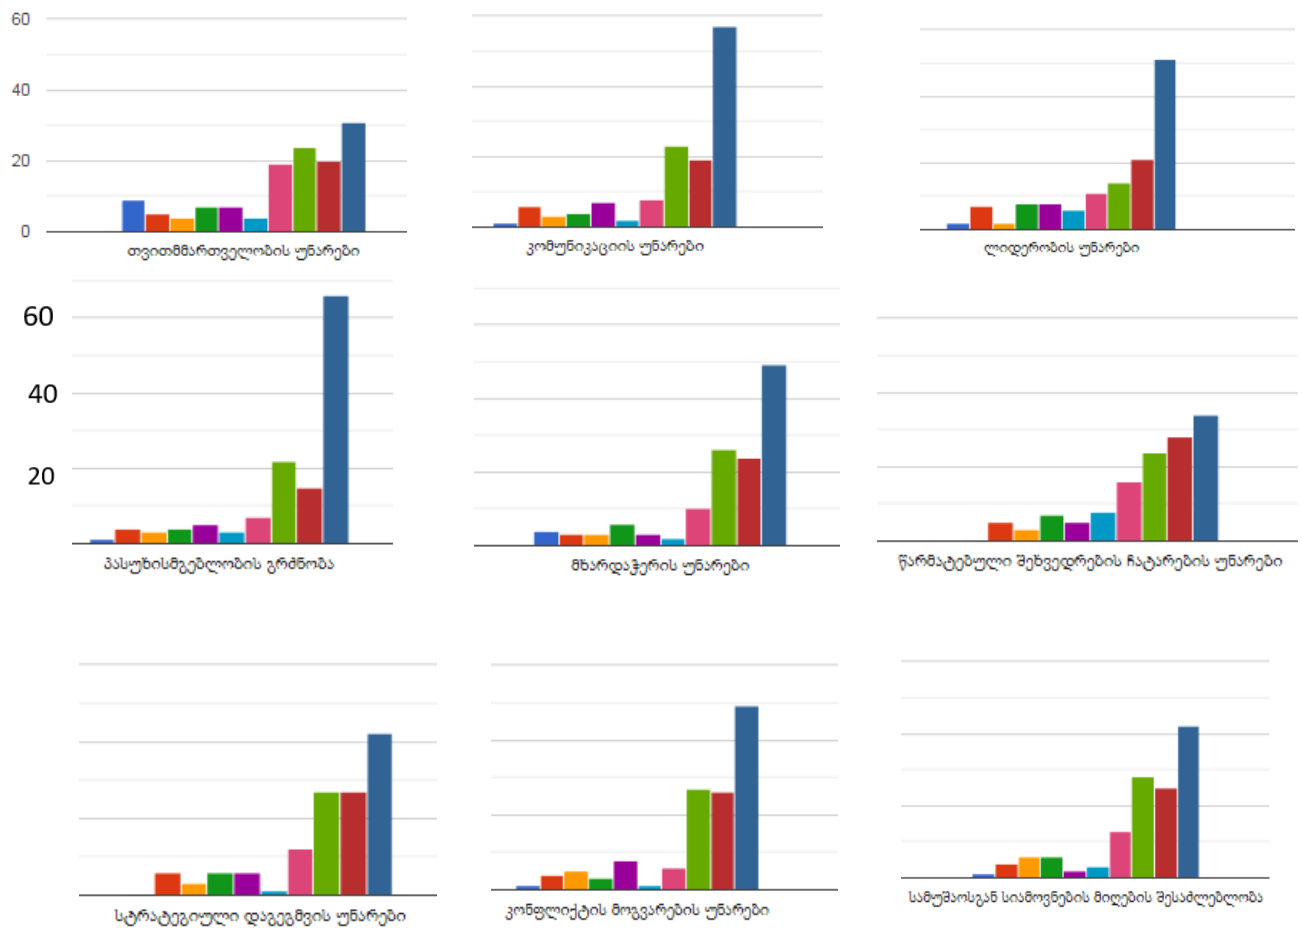 60
40
20
0
თვითმმართველობის უნარები
კომუნიკაციის უნარები
ლიდერობის უნარები
60
40
20
პასუხისმგებლობის გრძნობა
მხარდაჭერის უნარები
წარმატებული შეხვედრების ჩატარების უნარები
სტრატეგიული დაგეგმვის უნარები
კონფლიქტის მოგვარების უნარები
სამუშაოსგან სიამოვნების მიღების შესაძლებლობა